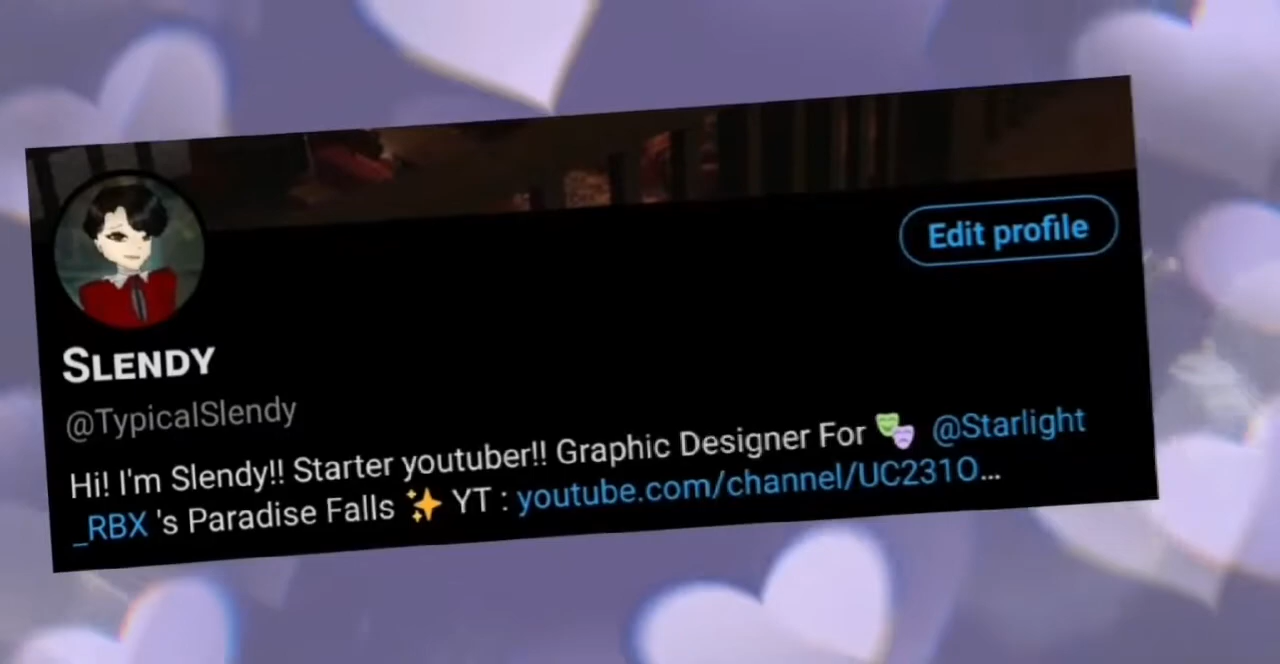 Edit profile
SLENDY
@TypicalSlendy
Hi! I'm Slendy!! Starter youtuber!! Graphic Designer For 🎭 @Starlight
_RBX 's Paradise Falls ✨ YT : youtube.com/channel/UC231O…